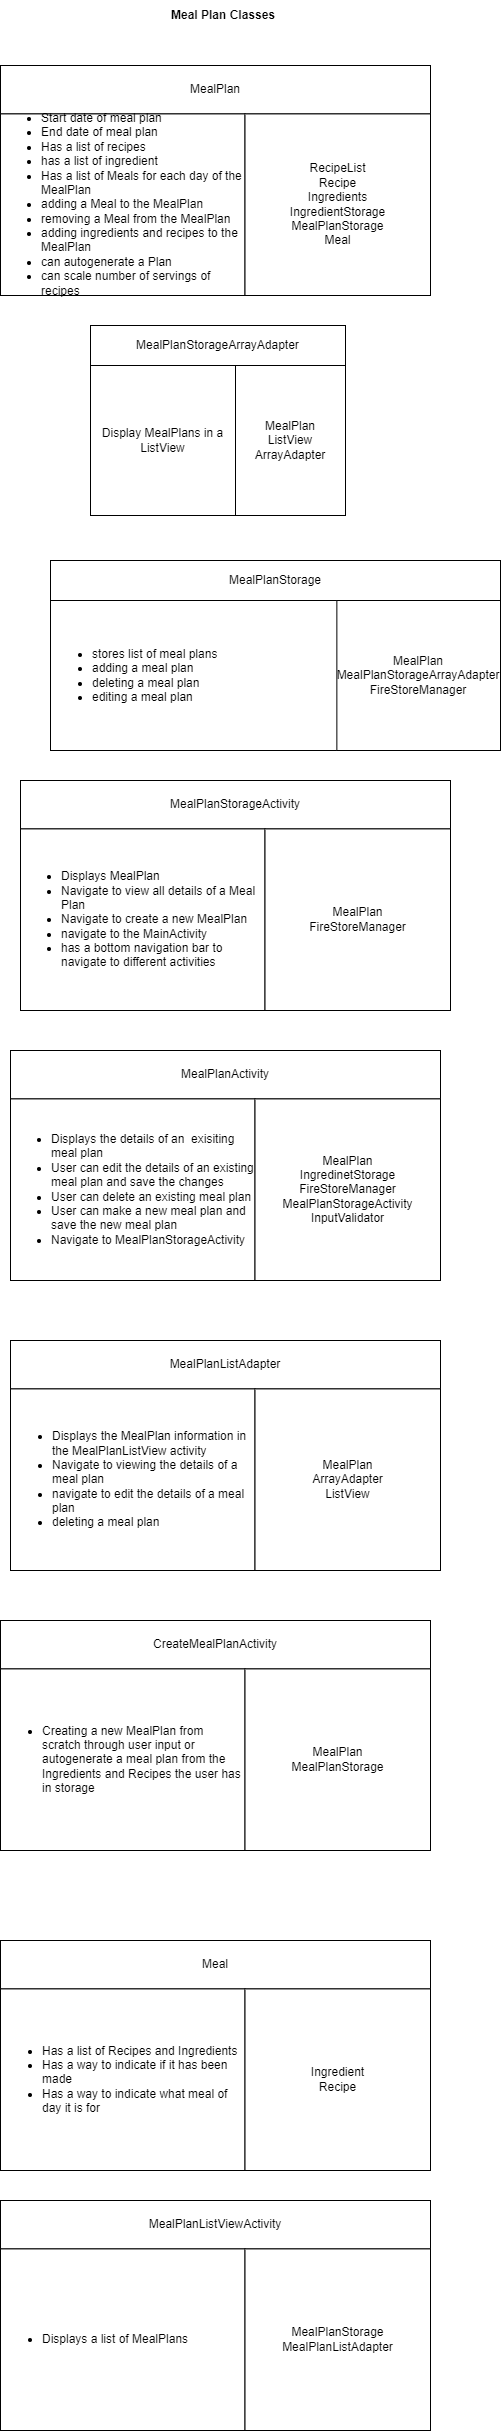 Meal Plan Classes
MealPlan
Start date of meal plan
End date of meal plan
Has a list of recipes
has a list of ingredient
Has a list of Meals for each day of the
MealPlan
adding a Meal to the MealPlan
removing a Meal from the MealPlan
adding ingredients and recipes to the
MealPlan
can autogenerate a Plan
can scale number of servings of
recipes
RecipeList
Recipe
Ingredients
IngredientStorage
MealPlanStorage
Meal
MealPlanStorageArrayAdapter
Display MealPlans in a
ListView
MealPlan
ListView
ArrayAdapter
MealPlanStorage
stores list of meal plans
adding a meal plan
deleting a meal plan
editing a meal plan
MealPlan
MealPlanStorageArrayAdapter
FireStoreManager
MealPlanStorageActivity
Displays MealPlan
Navigate to view all details of a Meal
Plan
Navigate to create a new MealPlan
navigate to the MainActivity
has a bottom navigation bar to
navigate to different activities
MealPlan
FireStoreManager
MealPlanActivity
Displays the details of an  exisiting
meal plan
User can edit the details of an existing
meal plan and save the changes
User can delete an existing meal plan
User can make a new meal plan and
save the new meal plan
Navigate to MealPlanStorageActivity
MealPlan
IngredinetStorage
FireStoreManager
MealPlanStorageActivity
InputValidator
MealPlanListAdapter
Displays the MealPlan information in
the MealPlanListView activity
Navigate to viewing the details of a
meal plan
navigate to edit the details of a meal
plan
deleting a meal plan
MealPlan
ArrayAdapter
ListView
CreateMealPlanActivity
Creating a new MealPlan from
scratch through user input or
autogenerate a meal plan from the
Ingredients and Recipes the user has
in storage
MealPlan
MealPlanStorage
Meal
Has a list of Recipes and Ingredients
Has a way to indicate if it has been
made
Has a way to indicate what meal of
day it is for
Ingredient
Recipe
MealPlanListViewActivity
Displays a list of MealPlans
MealPlanStorage
MealPlanListAdapter